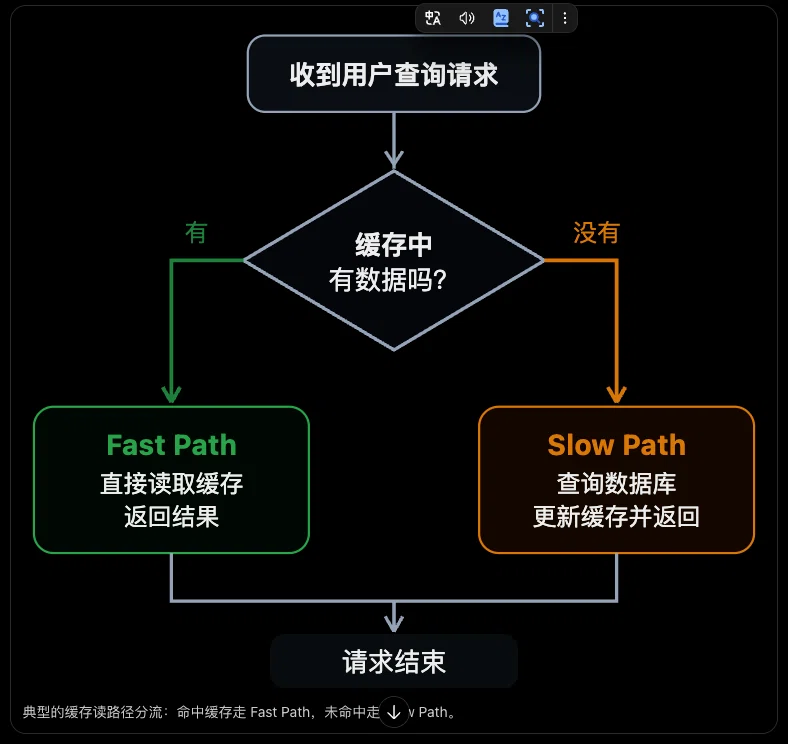 收到用户查询请求
缓存中
有数据吗?
有
没有
Fast Path
直接读取缓存
返回结果
Slow Path
查询数据库
更新缓存并返回
请求结束
典型的缓存读路径分流：命中缓存走 Fast Path，未命中走 Path。